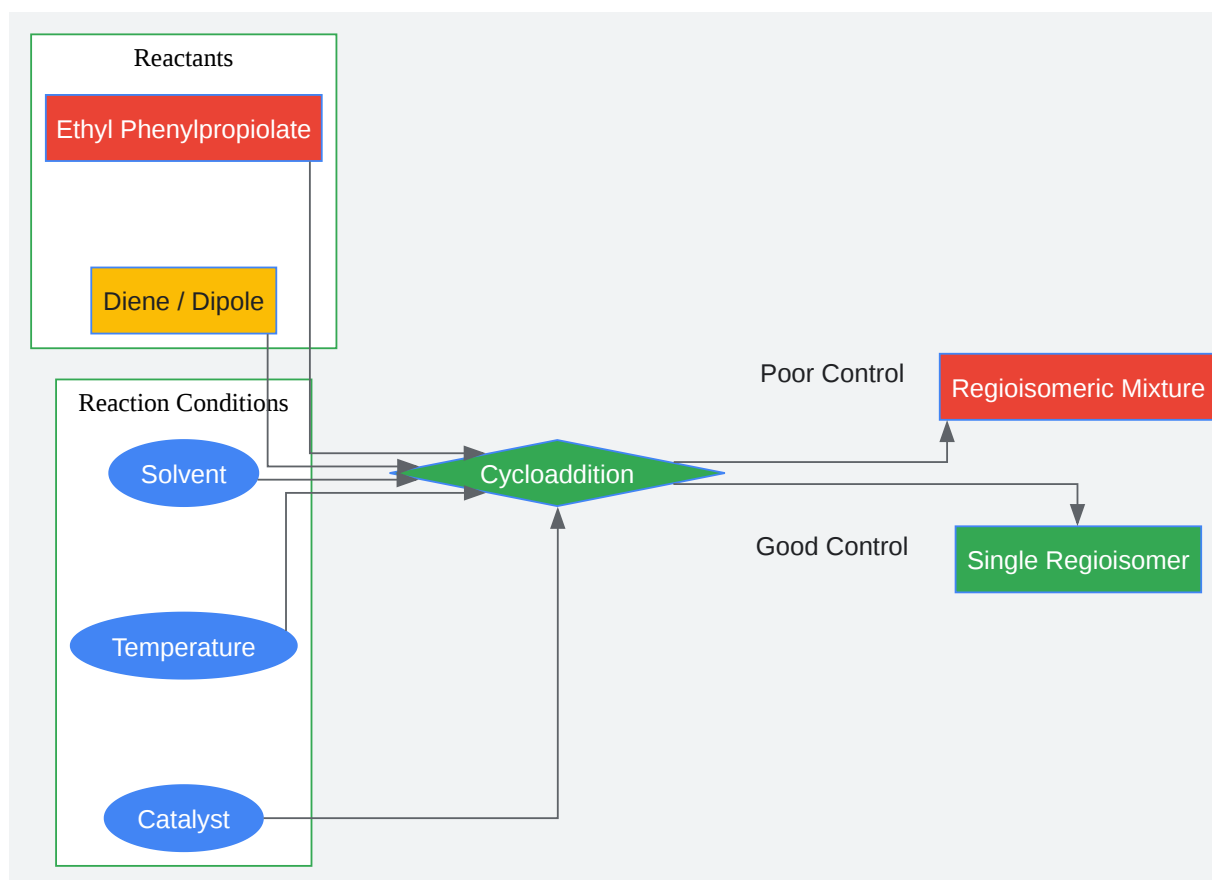 Reactants
Ethyl Phenylpropiolate
Diene / Dipole
Reaction Conditions
Solvent
Temperature
Catalyst
Cycloaddition
Poor Control
Regioisomeric Mixture
Good Control
Single Regioisomer